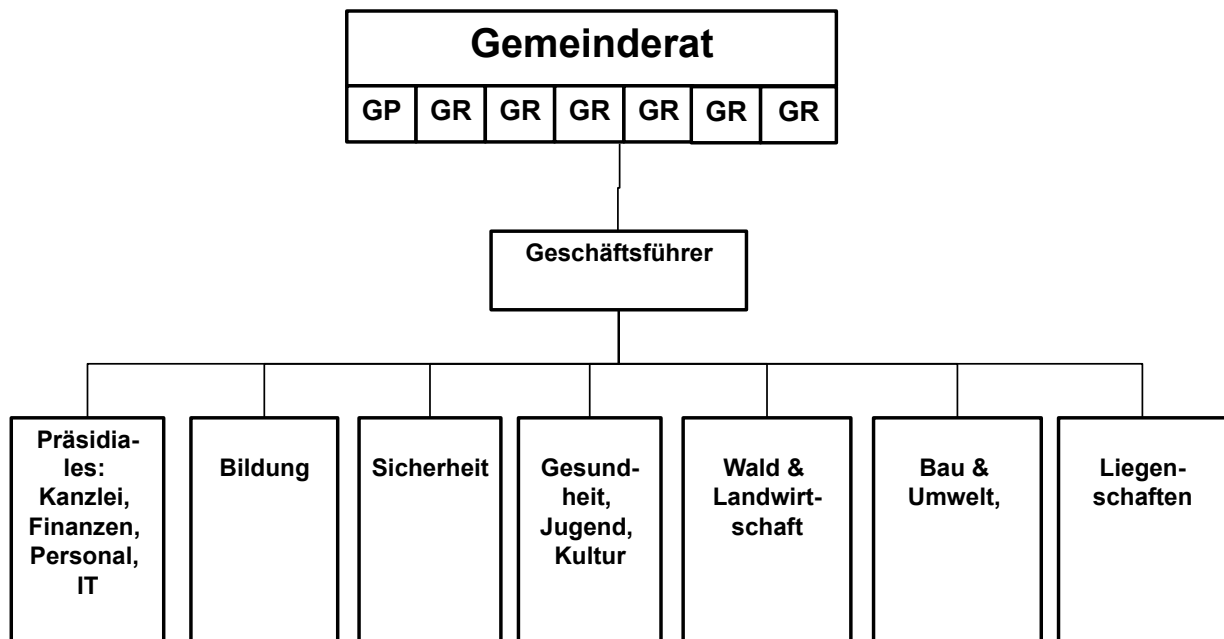 Gemeinderat
GP GR GR GR GR GR GR
Geschäftsführer
Präsidia-
les:
Kanzlei,
Finanzen,
Personal,
IT
Bildung
Sicherheit
Gesund-
heit,
Jugend,
Kultur
Wald &
Landwirt-
schaft
Bau &
Umwelt,
Liegen-
schaften